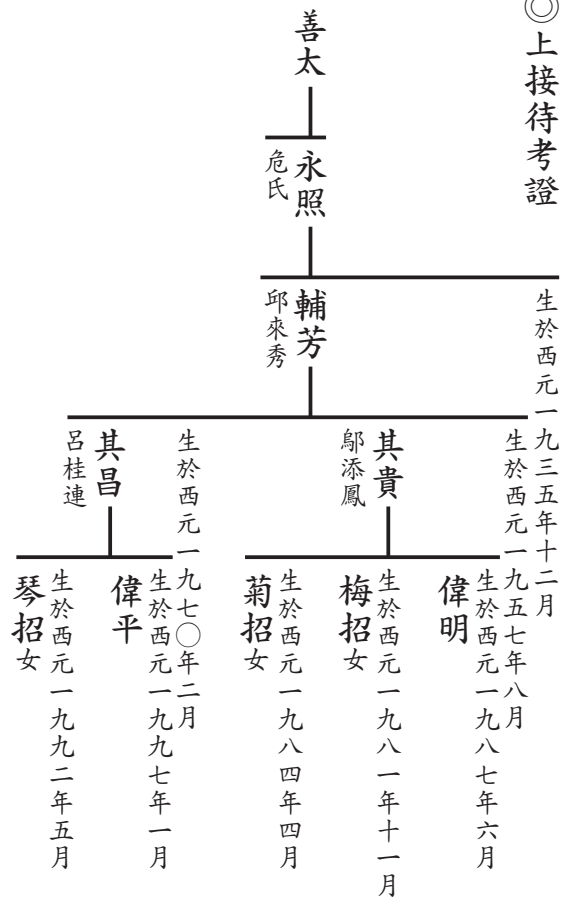 ◎上接待考證
善太
永照
危氏
生於西元一九三五年十二月
輔芳
邱來秀
生於西元一九五七年八月
其貴
鄔添鳳
生於西元一九七〇年二月
其昌
呂桂連
生於西元一九八七年六月
偉明
生於西元一九八一年十一月
梅招女
生於西元一九八四年四月
菊招女
生於西元一九九七年一月
偉平
生於西元一九九二年五月
琴招女